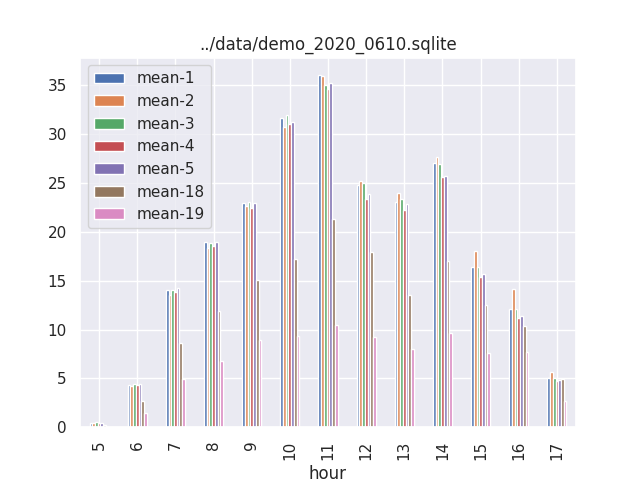 ../data/demo_2020_0610.sqlite
mean-1
mean-2
mean-3
mean-4
mean-5
mean-18
mean-19
35
30
25
20
15
10
5
0
5 6 7 8 9 10 11 12 13 14 15 16 17
hour